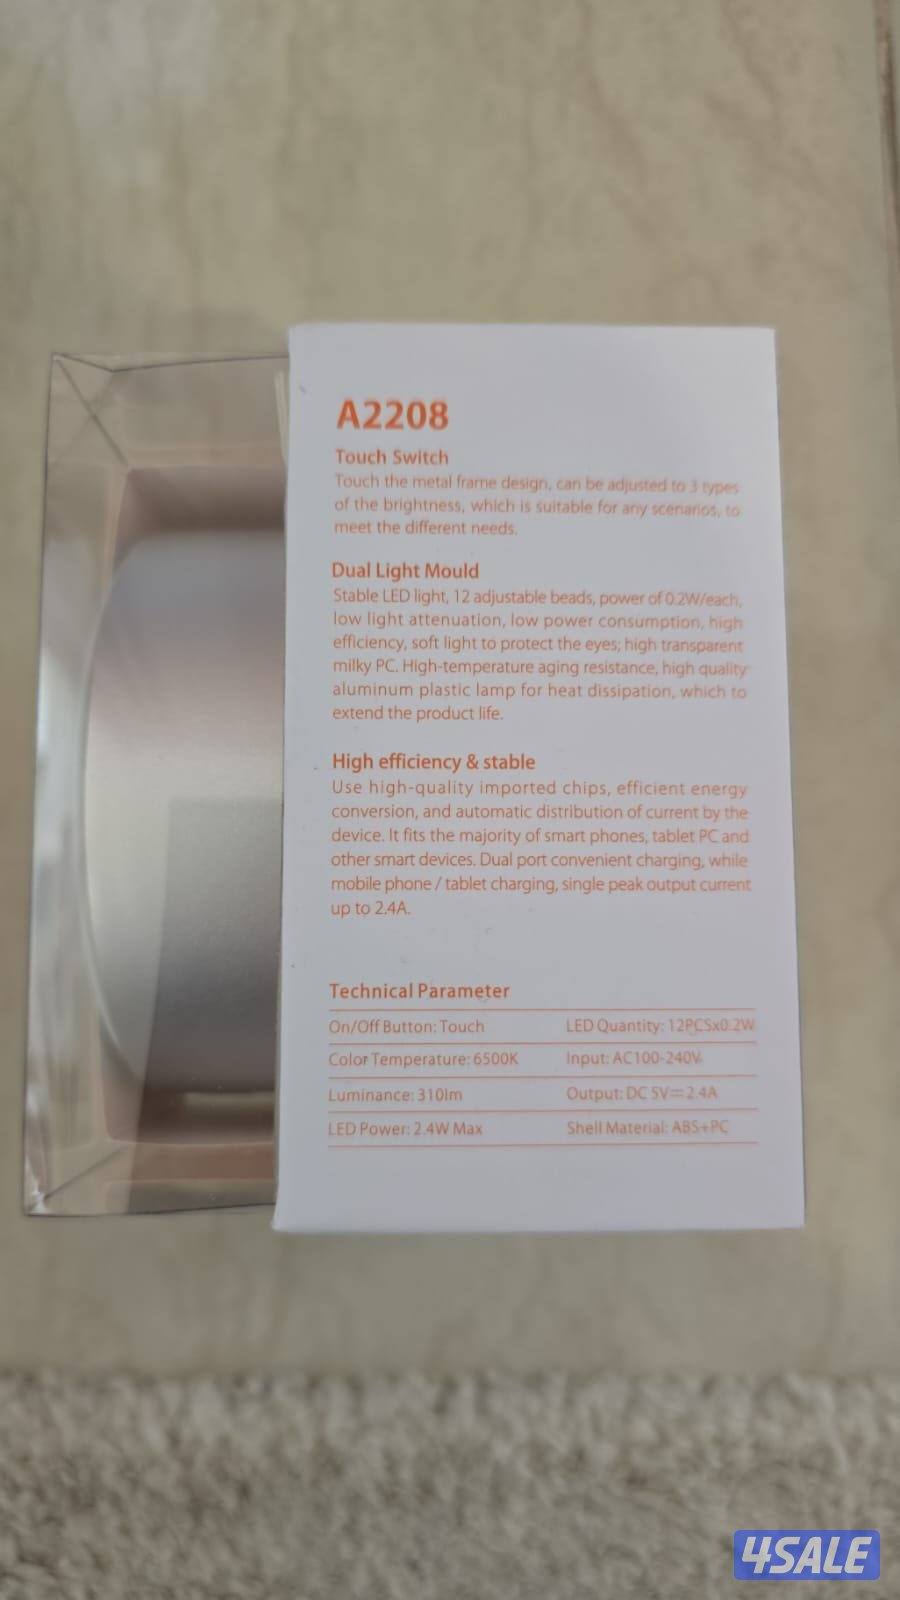 A2208
Touch Switch
Touch the metal frame design, can be adjusted to 3 types
of the brightness, which is suitable for any scenarios, to
meet the different needs.
Dual Light Mould
Stable LED light, 12 adjustable beads, power of 0.2W/each,
low light attenuation, low power consumption, high
efficiency, soft light to protect the eyes; high transparent
milky PC. High-temperature aging resistance, high quality
aluminum plastic lamp for heat dissipation, which to
extend the product life.
High efficiency & stable
Use high-quality imported chips, efficient energy
conversion, and automatic distribution of current by the
device. It fits the majority of smart phones, tablet PC and
other smart devices. Dual port convenient charging, while
mobile phone / tablet charging, single peak output current
up to 2.4A.
Technical Parameter
On/Off Button: Touch LED Quantity: 12PCSx0.2W
Color Temperature: 6500K Input: AC100-240V
Luminance: 310lm Output: DC 5V⎓2.4A
LED Power: 2.4W Max Shell Material: ABS+PC
4SALE